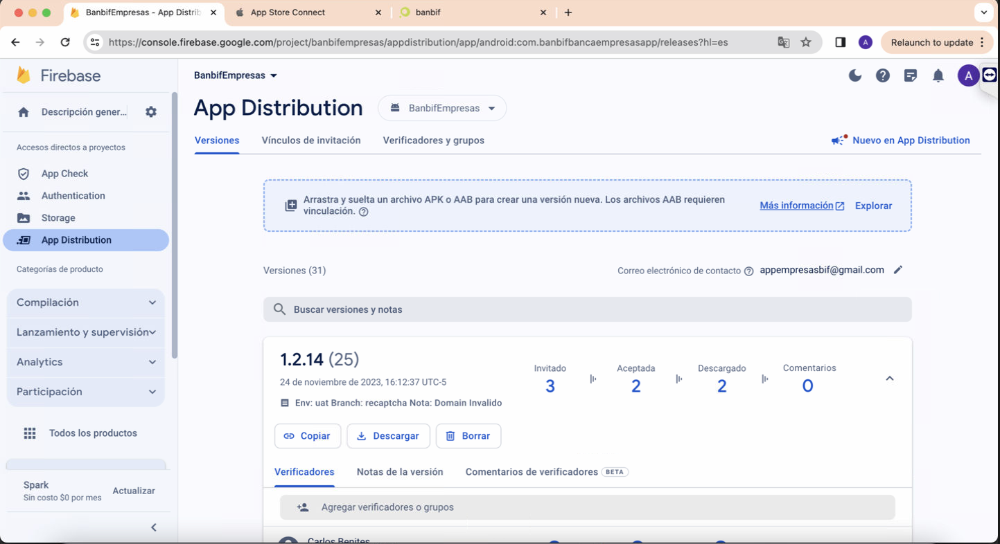 BanbifEmpresas - App Distrib
App Store Connect
banbif
https://console.firebase.google.com/project/banbifempresas/appdistribution/app/android:com.banbifbancaempresasapp/releases?hl=es
A
Relaunch to update
Firebase
BanbifEmpresas
A
Descripción gener...
App Distribution
BanbifEmpresas
Accesos directos a proyectos
Versiones
Vínculos de invitación
Verificadores y grupos
Nuevo en App Distribution
App Check
Authentication
Storage
App Distribution
Categorías de producto
Compilación
Lanzamiento y supervisión
Analytics
Participación
Todos los productos
Spark
Sin costo $0 por mes
Actualizar
Arrastra y suelta un archivo APK o AAB para crear una versión nueva. Los archivos AAB requieren
vinculación.
Más información
Explorar
Versiones (31)
Correo electrónico de contacto
appempresasbif@gmail.com
Buscar versiones y notas
1.2.14 (25)
24 de noviembre de 2023, 16:12:37 UTC-5
Env: uat Branch: recaptcha Nota: Domain Invalido
Invitado
3
Aceptada
2
Descargado
2
Comentarios
0
Copiar
Descargar
Borrar
Verificadores
Notas de la versión
Comentarios de verificadores BETA
Agregar verificadores o grupos
Carlos Benites